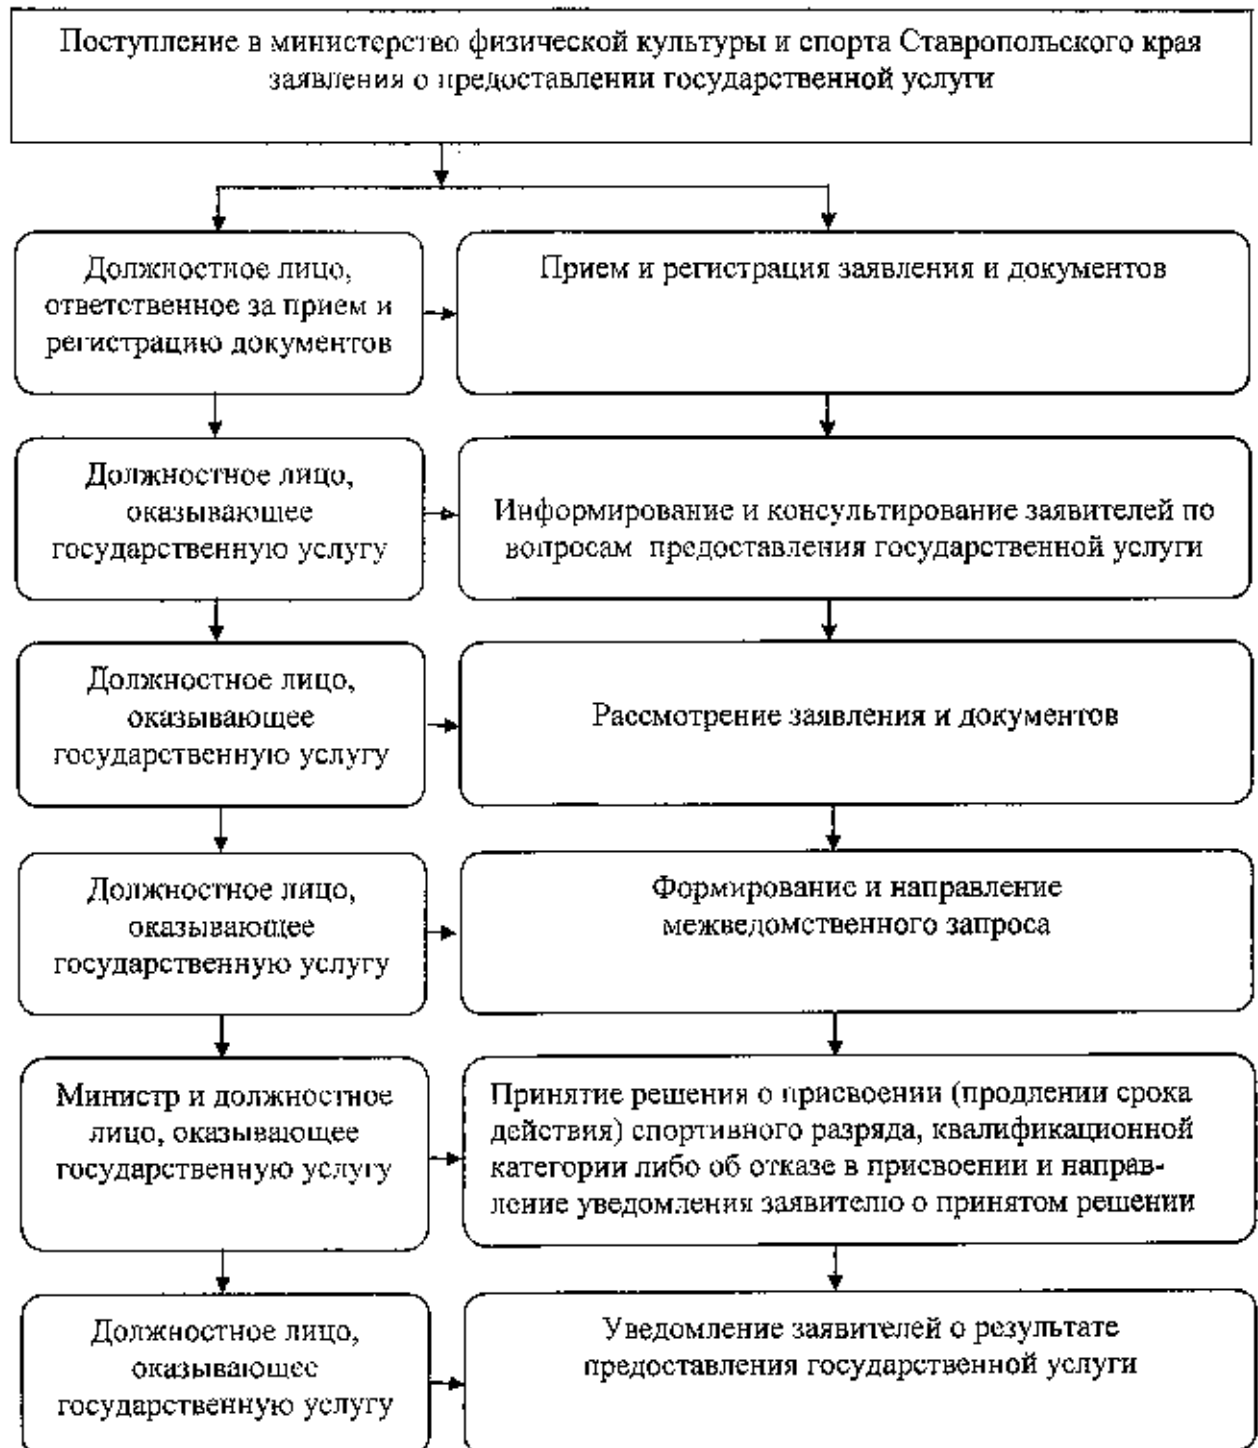 Поступление в министерство физической культуры и спорта Ставропольского края
заявления о предоставлении государственной услуги
Должностное лицо,
ответственное за прием и
регистрацию документов
Прием и регистрация заявления и документов
Должностное лицо,
оказывающее
государственную услугу
Информирование и консультирование заявителей по
вопросам предоставления государственной услуги
Должностное лицо,
оказывающее
государственную услугу
Рассмотрение заявления и документов
Должностное лицо,
оказывающее
государственную услугу
Формирование и направление
межведомственного запроса
Министр и должностное
лицо, оказывающее
государственную услугу
Принятие решения о присвоении (продлении срока
действия) спортивного разряда, квалификационной
категории либо об отказе в присвоении и направ-
ление уведомления заявителю о принятом решении
Должностное лицо,
оказывающее
государственную услугу
Уведомление заявителей о результате
предоставления государственной услуги